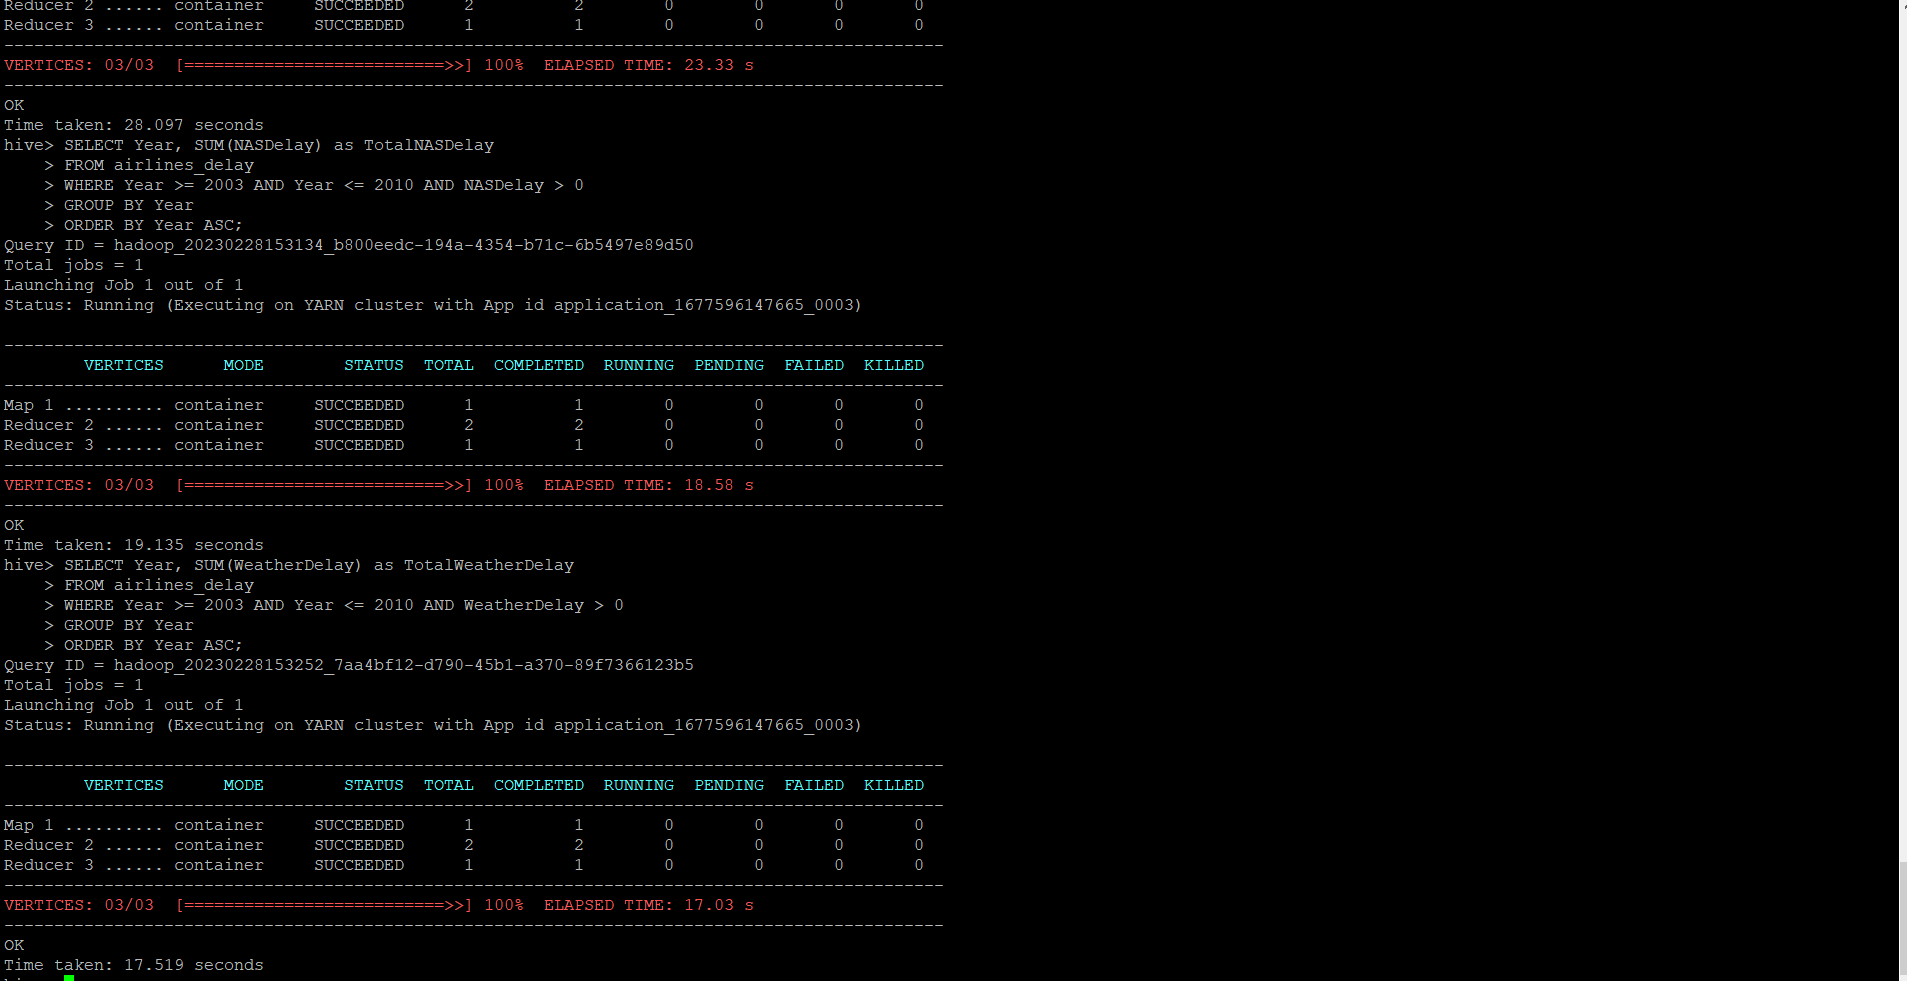 Reducer 2 ...... container     SUCCEEDED      2          2        0        0       0       0
Reducer 3 ...... container     SUCCEEDED      1          1        0        0       0       0
----------------------------------------------------------------------------------------------
VERTICES: 03/03  [==========================>>] 100%  ELAPSED TIME: 23.33 s
----------------------------------------------------------------------------------------------
OK
Time taken: 28.097 seconds
hive> SELECT Year, SUM(NASDelay) as TotalNASDelay
    > FROM airlines_delay
    > WHERE Year >= 2003 AND Year <= 2010 AND NASDelay > 0
    > GROUP BY Year
    > ORDER BY Year ASC;
Query ID = hadoop_20230228153134_b800eedc-194a-4354-b71c-6b5497e89d50
Total jobs = 1
Launching Job 1 out of 1
Status: Running (Executing on YARN cluster with App id application_1677596147665_0003)
----------------------------------------------------------------------------------------------
        VERTICES      MODE        STATUS  TOTAL  COMPLETED  RUNNING  PENDING  FAILED  KILLED
----------------------------------------------------------------------------------------------
Map 1 .......... container     SUCCEEDED      1          1        0        0       0       0
Reducer 2 ...... container     SUCCEEDED      2          2        0        0       0       0
Reducer 3 ...... container     SUCCEEDED      1          1        0        0       0       0
----------------------------------------------------------------------------------------------
VERTICES: 03/03  [==========================>>] 100%  ELAPSED TIME: 18.58 s
----------------------------------------------------------------------------------------------
OK
Time taken: 19.135 seconds
hive> SELECT Year, SUM(WeatherDelay) as TotalWeatherDelay
    > FROM airlines_delay
    > WHERE Year >= 2003 AND Year <= 2010 AND WeatherDelay > 0
    > GROUP BY Year
    > ORDER BY Year ASC;
Query ID = hadoop_20230228153252_7aa4bf12-d790-45b1-a370-89f7366123b5
Total jobs = 1
Launching Job 1 out of 1
Status: Running (Executing on YARN cluster with App id application_1677596147665_0003)
----------------------------------------------------------------------------------------------
        VERTICES      MODE        STATUS  TOTAL  COMPLETED  RUNNING  PENDING  FAILED  KILLED
----------------------------------------------------------------------------------------------
Map 1 .......... container     SUCCEEDED      1          1        0        0       0       0
Reducer 2 ...... container     SUCCEEDED      2          2        0        0       0       0
Reducer 3 ...... container     SUCCEEDED      1          1        0        0       0       0
----------------------------------------------------------------------------------------------
VERTICES: 03/03  [==========================>>] 100%  ELAPSED TIME: 17.03 s
----------------------------------------------------------------------------------------------
OK
Time taken: 17.519 seconds